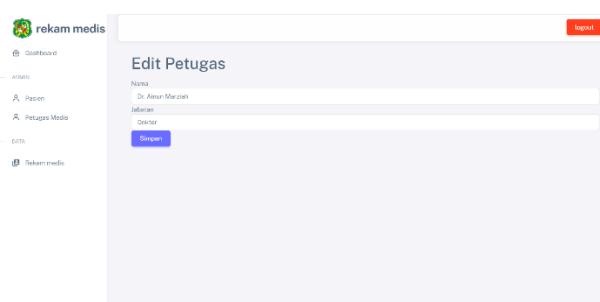 rekam medis
logout
Dashboard
ADMIN
Pasien
Petugas Medis
DATA
Rekam medis
Edit Petugas
Nama
Dr. Ainun Marziah
Jabatan
Dokter
Simpan